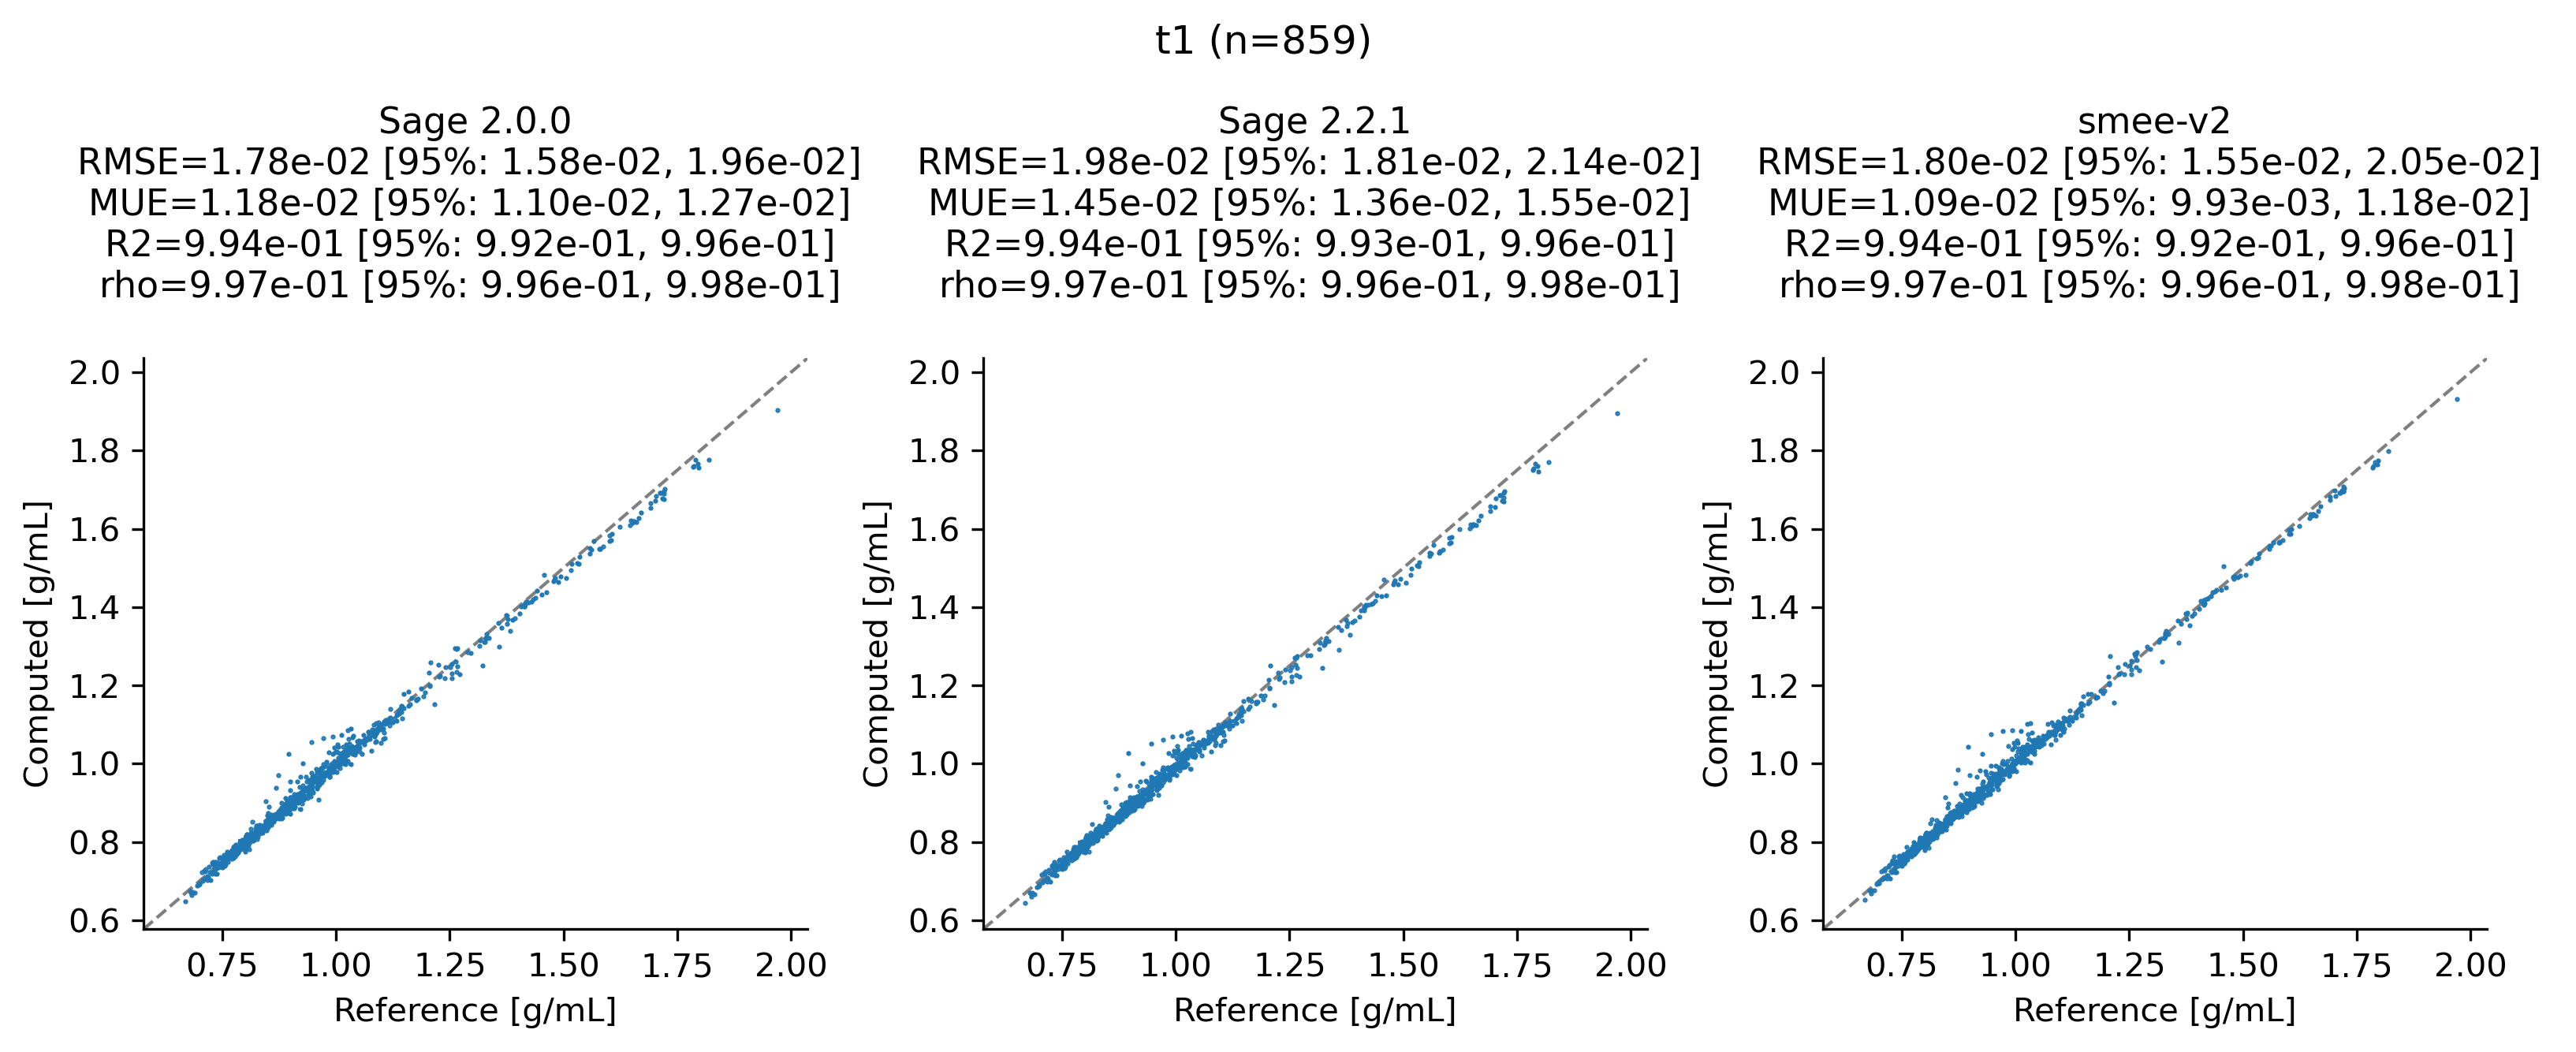 t1 (n=859)
Sage 2.0.0
RMSE=1.78e-02 [95%: 1.58e-02, 1.96e-02]
MUE=1.18e-02 [95%: 1.10e-02, 1.27e-02]
R2=9.94e-01 [95%: 9.92e-01, 9.96e-01]
rho=9.97e-01 [95%: 9.96e-01, 9.98e-01]
2.0
1.8
1.6
1.4
1.2
1.0
0.8
0.6
Computed [g/mL]
0.75 1.00 1.25 1.50 1.75 2.00
Reference [g/mL]
Sage 2.2.1
RMSE=1.98e-02 [95%: 1.81e-02, 2.14e-02]
MUE=1.45e-02 [95%: 1.36e-02, 1.55e-02]
R2=9.94e-01 [95%: 9.93e-01, 9.96e-01]
rho=9.97e-01 [95%: 9.96e-01, 9.98e-01]
2.0
1.8
1.6
1.4
1.2
1.0
0.8
0.6
Computed [g/mL]
0.75 1.00 1.25 1.50 1.75 2.00
Reference [g/mL]
smee-v2
RMSE=1.80e-02 [95%: 1.55e-02, 2.05e-02]
MUE=1.09e-02 [95%: 9.93e-03, 1.18e-02]
R2=9.94e-01 [95%: 9.92e-01, 9.96e-01]
rho=9.97e-01 [95%: 9.96e-01, 9.98e-01]
2.0
1.8
1.6
1.4
1.2
1.0
0.8
0.6
Computed [g/mL]
0.75 1.00 1.25 1.50 1.75 2.00
Reference [g/mL]